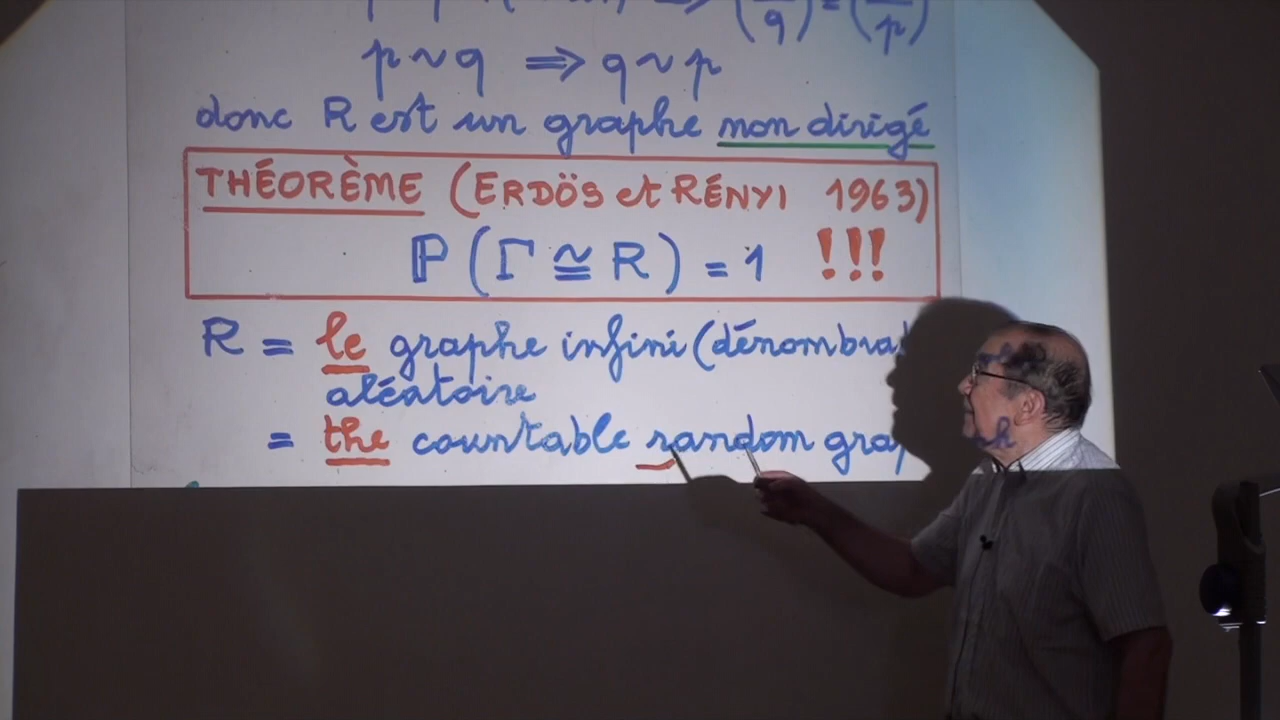 (q) = (p)
p ~ q ⟹ q ~ p
donc R est un graphe non dirigé
THÉORÈME (ERDÖS et RÉNYI 1963)
ℙ (Γ ≅ R) = 1 !!!
R = le graphe infini (dénombra
aléatoire
= the countable random grap